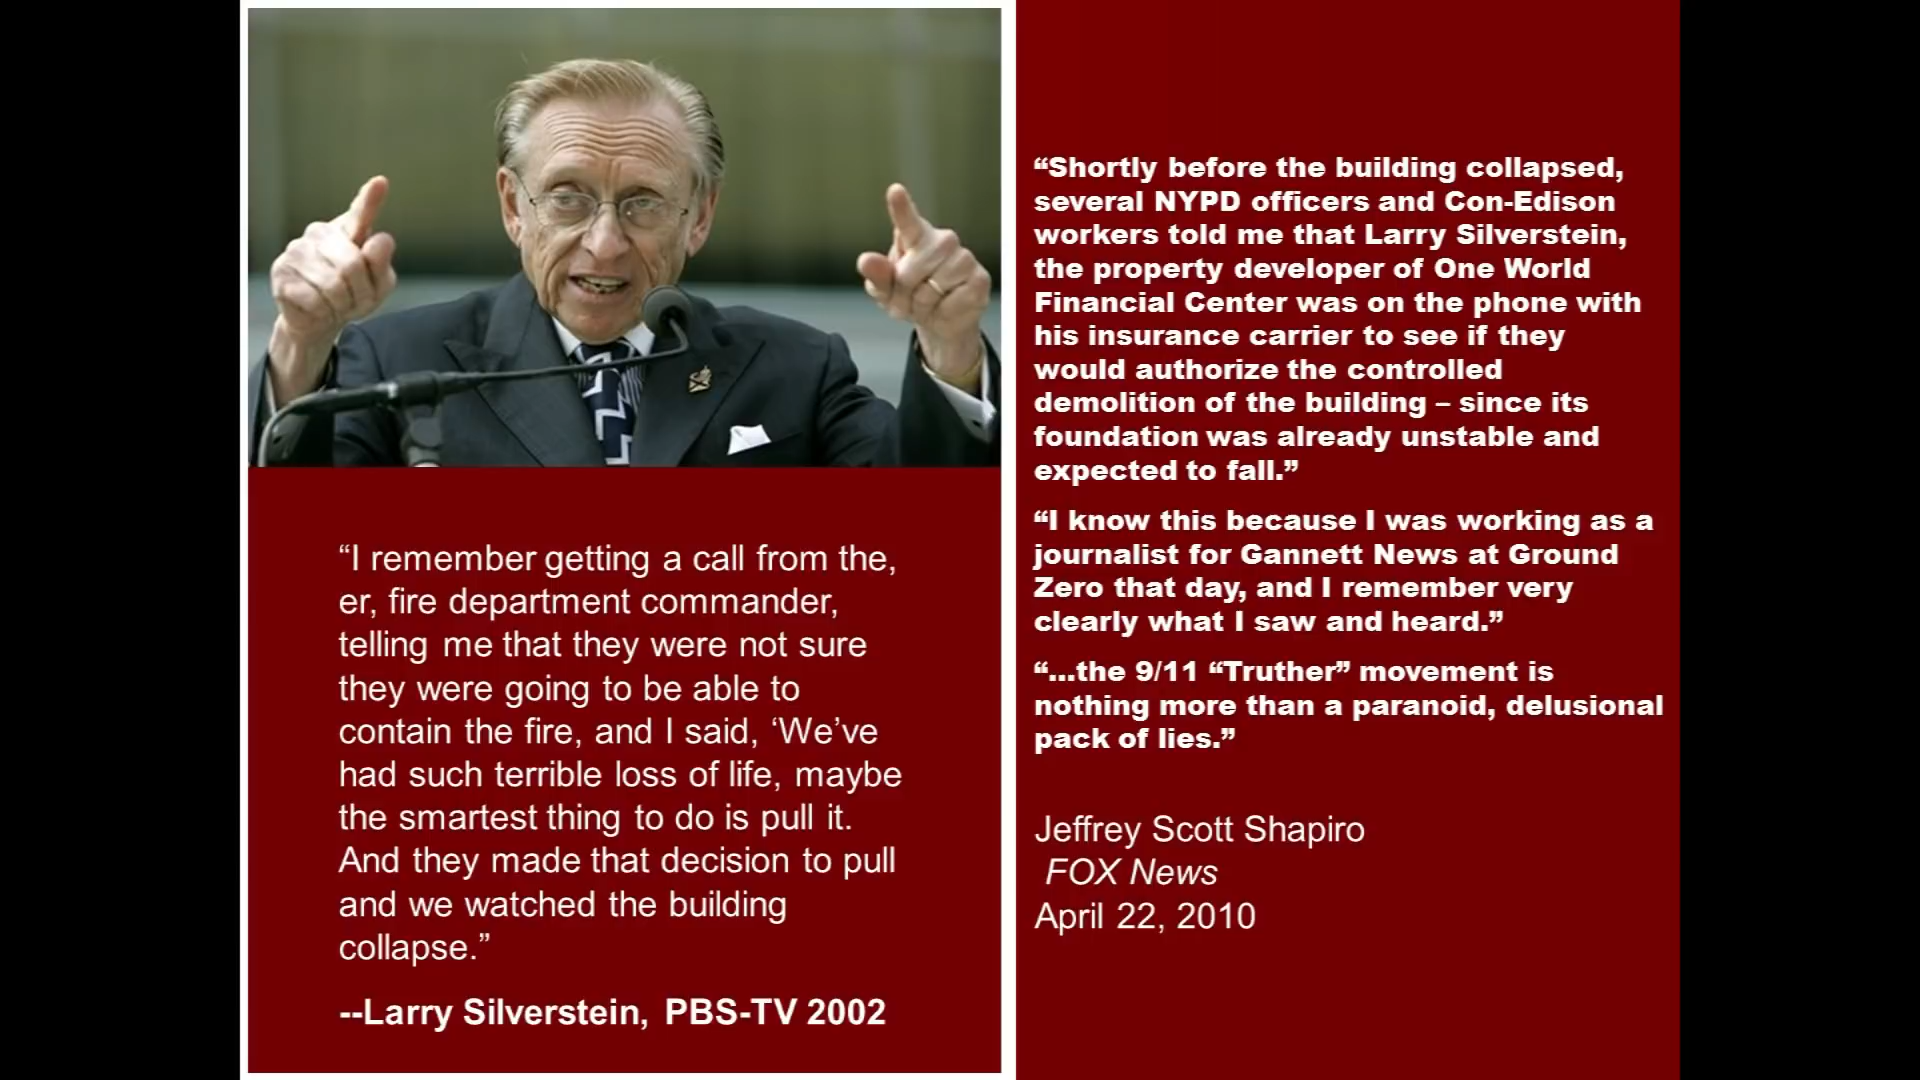 “I remember getting a call from the,
er, fire department commander,
telling me that they were not sure
they were going to be able to
contain the fire, and I said, ‘We’ve
had such terrible loss of life, maybe
the smartest thing to do is pull it.
And they made that decision to pull
and we watched the building
collapse.”
--Larry Silverstein, PBS-TV 2002
“Shortly before the building collapsed,
several NYPD officers and Con-Edison
workers told me that Larry Silverstein,
the property developer of One World
Financial Center was on the phone with
his insurance carrier to see if they
would authorize the controlled
demolition of the building – since its
foundation was already unstable and
expected to fall.”
“I know this because I was working as a
journalist for Gannett News at Ground
Zero that day, and I remember very
clearly what I saw and heard.”
“...the 9/11 “Truther” movement is
nothing more than a paranoid, delusional
pack of lies.”
Jeffrey Scott Shapiro
FOX News
April 22, 2010